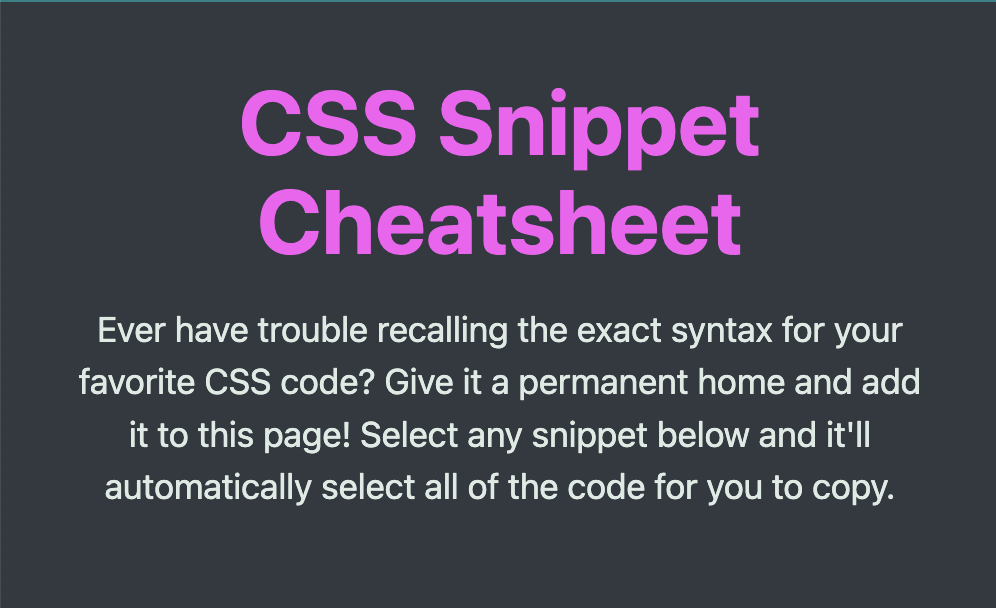 CSS Snippet
Cheatsheet
Ever have trouble recalling the exact syntax for your
favorite CSS code? Give it a permanent home and add
it to this page! Select any snippet below and it'll
automatically select all of the code for you to copy.